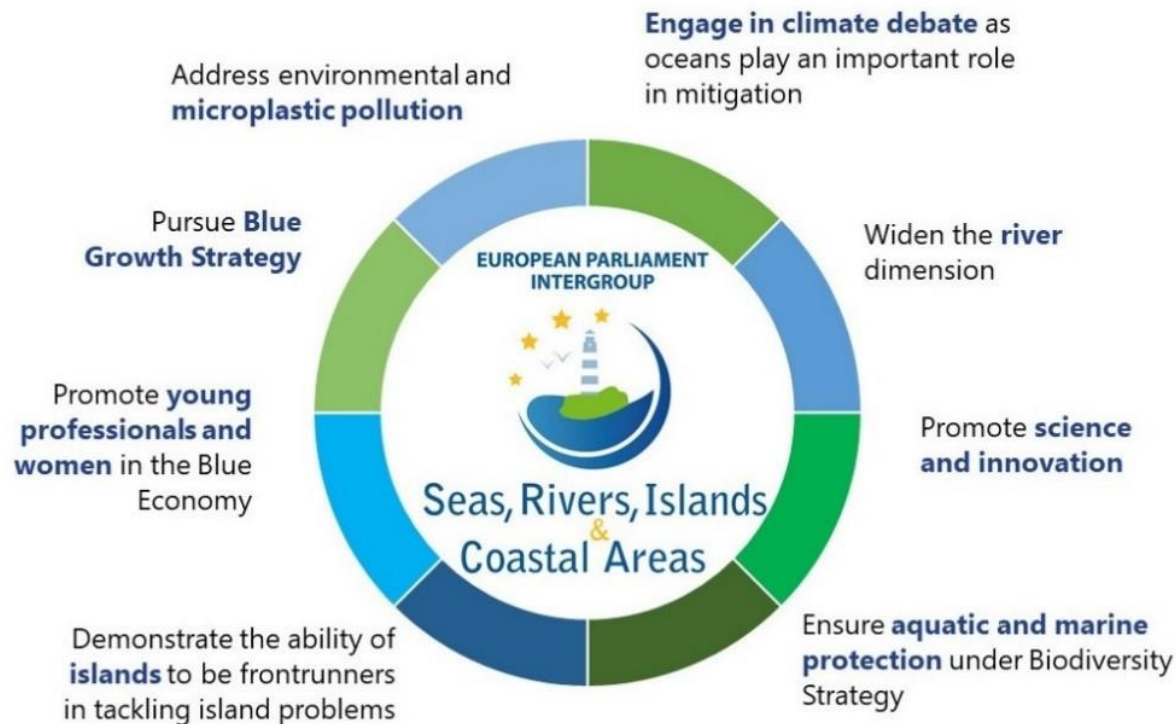 Engage in climate debate as
oceans play an important role
in mitigation
Widen the river
dimension
Promote science
and innovation
Ensure aquatic and marine
protection under Biodiversity
Strategy
Demonstrate the ability of
islands to be frontrunners
in tackling island problems
Promote young
professionals and
women in the Blue
Economy
Pursue Blue
Growth Strategy
Address environmental and
microplastic pollution
EUROPEAN PARLIAMENT
INTERGROUP
Seas, Rivers, Islands
&
Coastal Areas